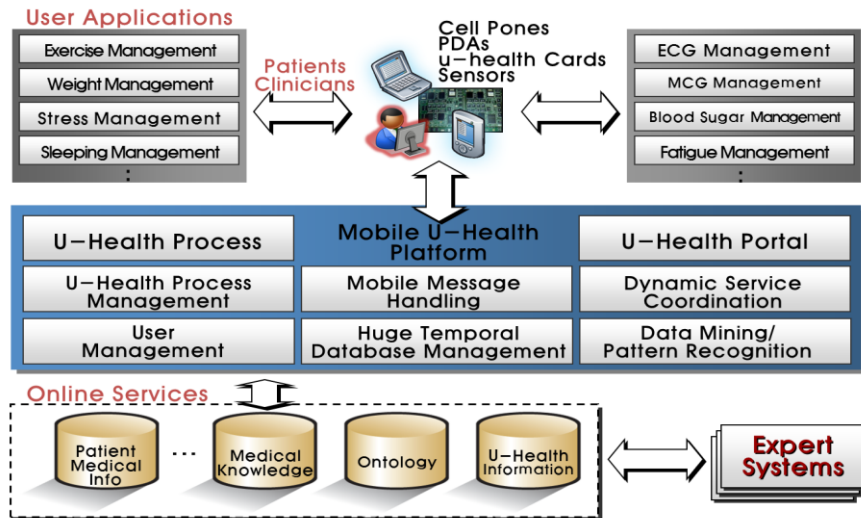 User Applications
Exercise Management
Weight Management
Stress Management
Sleeping Management
:
Patients
Clinicians
Cell Pones
PDAs
u-health Cards
Sensors
ECG Management
MCG Management
Blood Sugar Management
Fatigue Management
:
U-Health Process
Mobile U-Health
Platform
U-Health Portal
U-Health Process
Management
Mobile Message
Handling
Dynamic Service
Coordination
User
Management
Huge Temporal
Database Management
Data Mining/
Pattern Recognition
Online Services
Patient
Medical
Info
...
Medical
Knowledge
Ontology
U-Health
Information
Expert
Systems